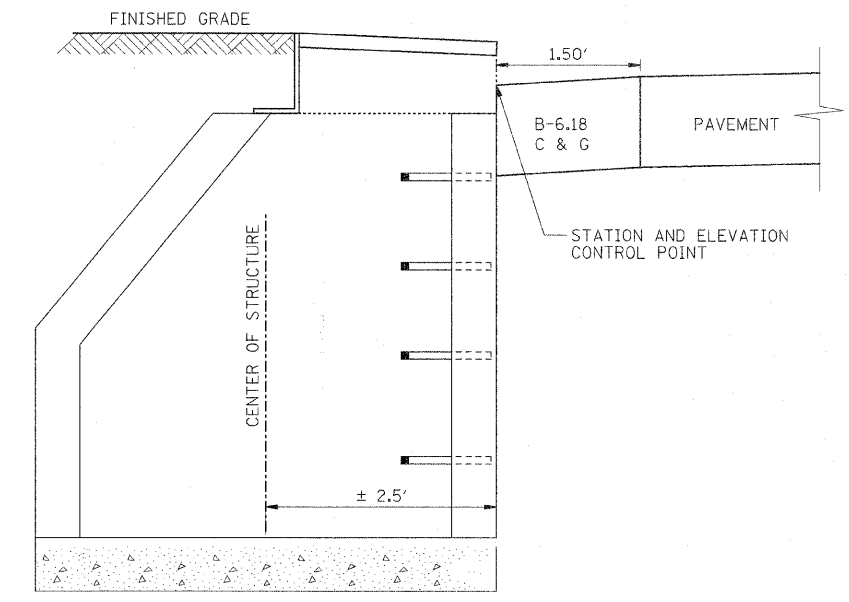 FINISHED GRADE
1.50'
B-6.18
C & G
PAVEMENT
STATION AND ELEVATION
CONTROL POINT
CENTER OF STRUCTURE
± 2.5'